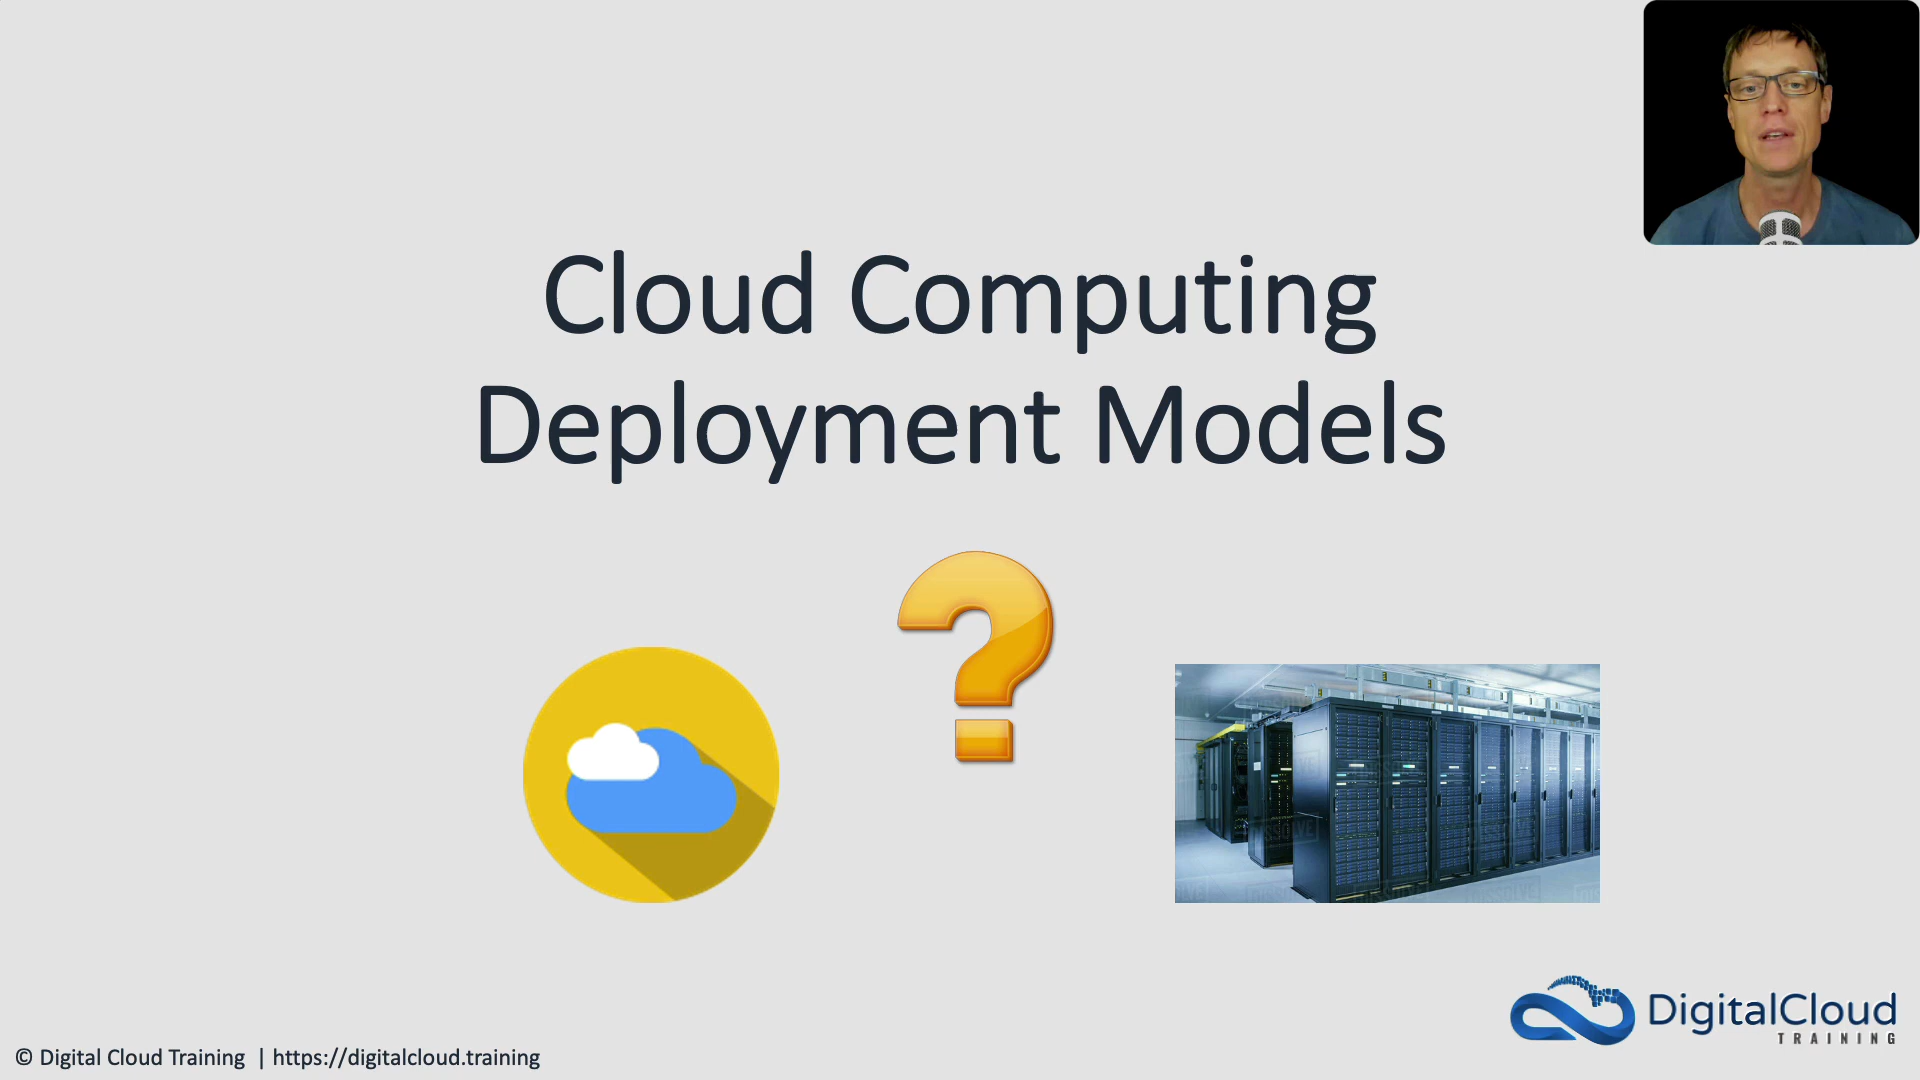 Cloud Computing
Deployment Models
DigitalCloud
TRAINING
© Digital Cloud Training | https://digitalcloud.training